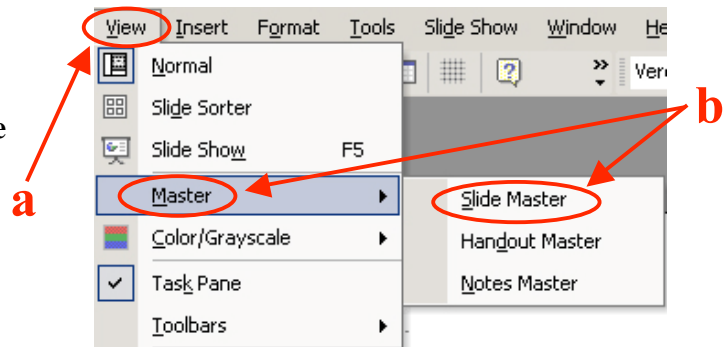 View Insert Format Tools Slide Show Window He
Normal
Slide Sorter
e
Slide Show F5
a
b
Master
Slide Master
Color/Grayscale
Handout Master
Task Pane
Notes Master
Toolbars